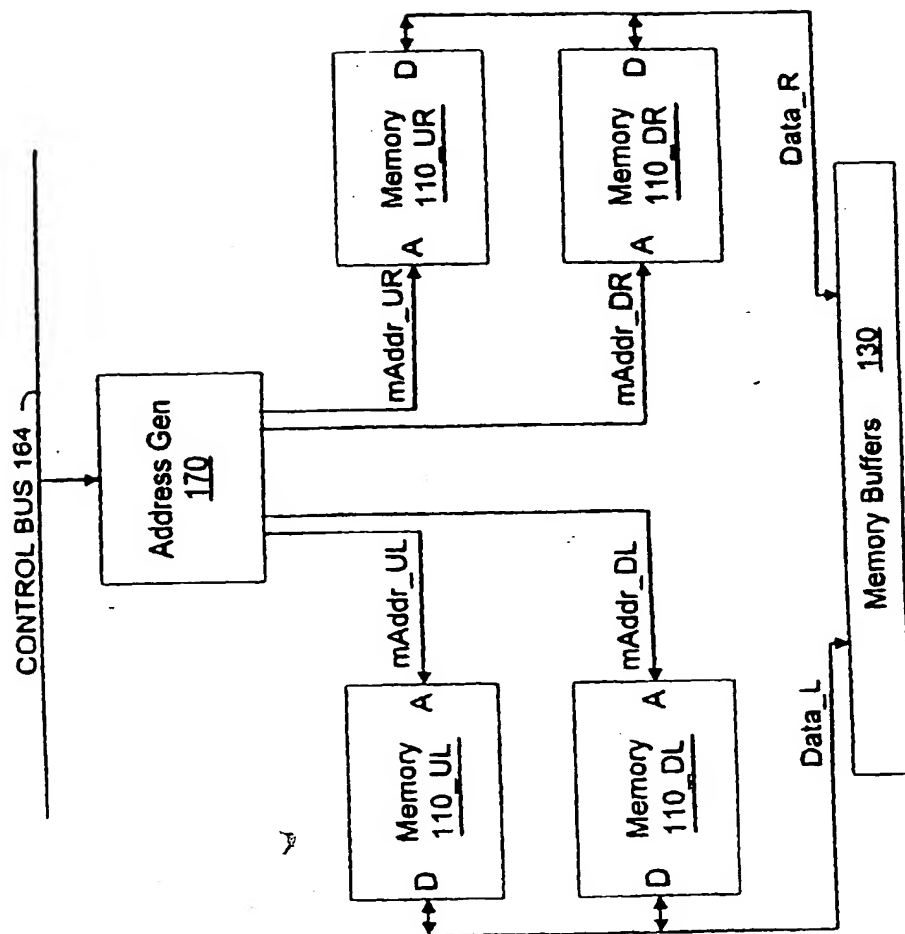 CONTROL BUS 164
Address Gen
170
mAddr_UL
mAddr_UR
D
Memory
110_UL
A
A
Memory
110_UR
D
mAddr_DL
mAddr_DR
D
Memory
110_DL
A
A
Memory
110_DR
D
Data_L
Data_R
Memory Buffers 130